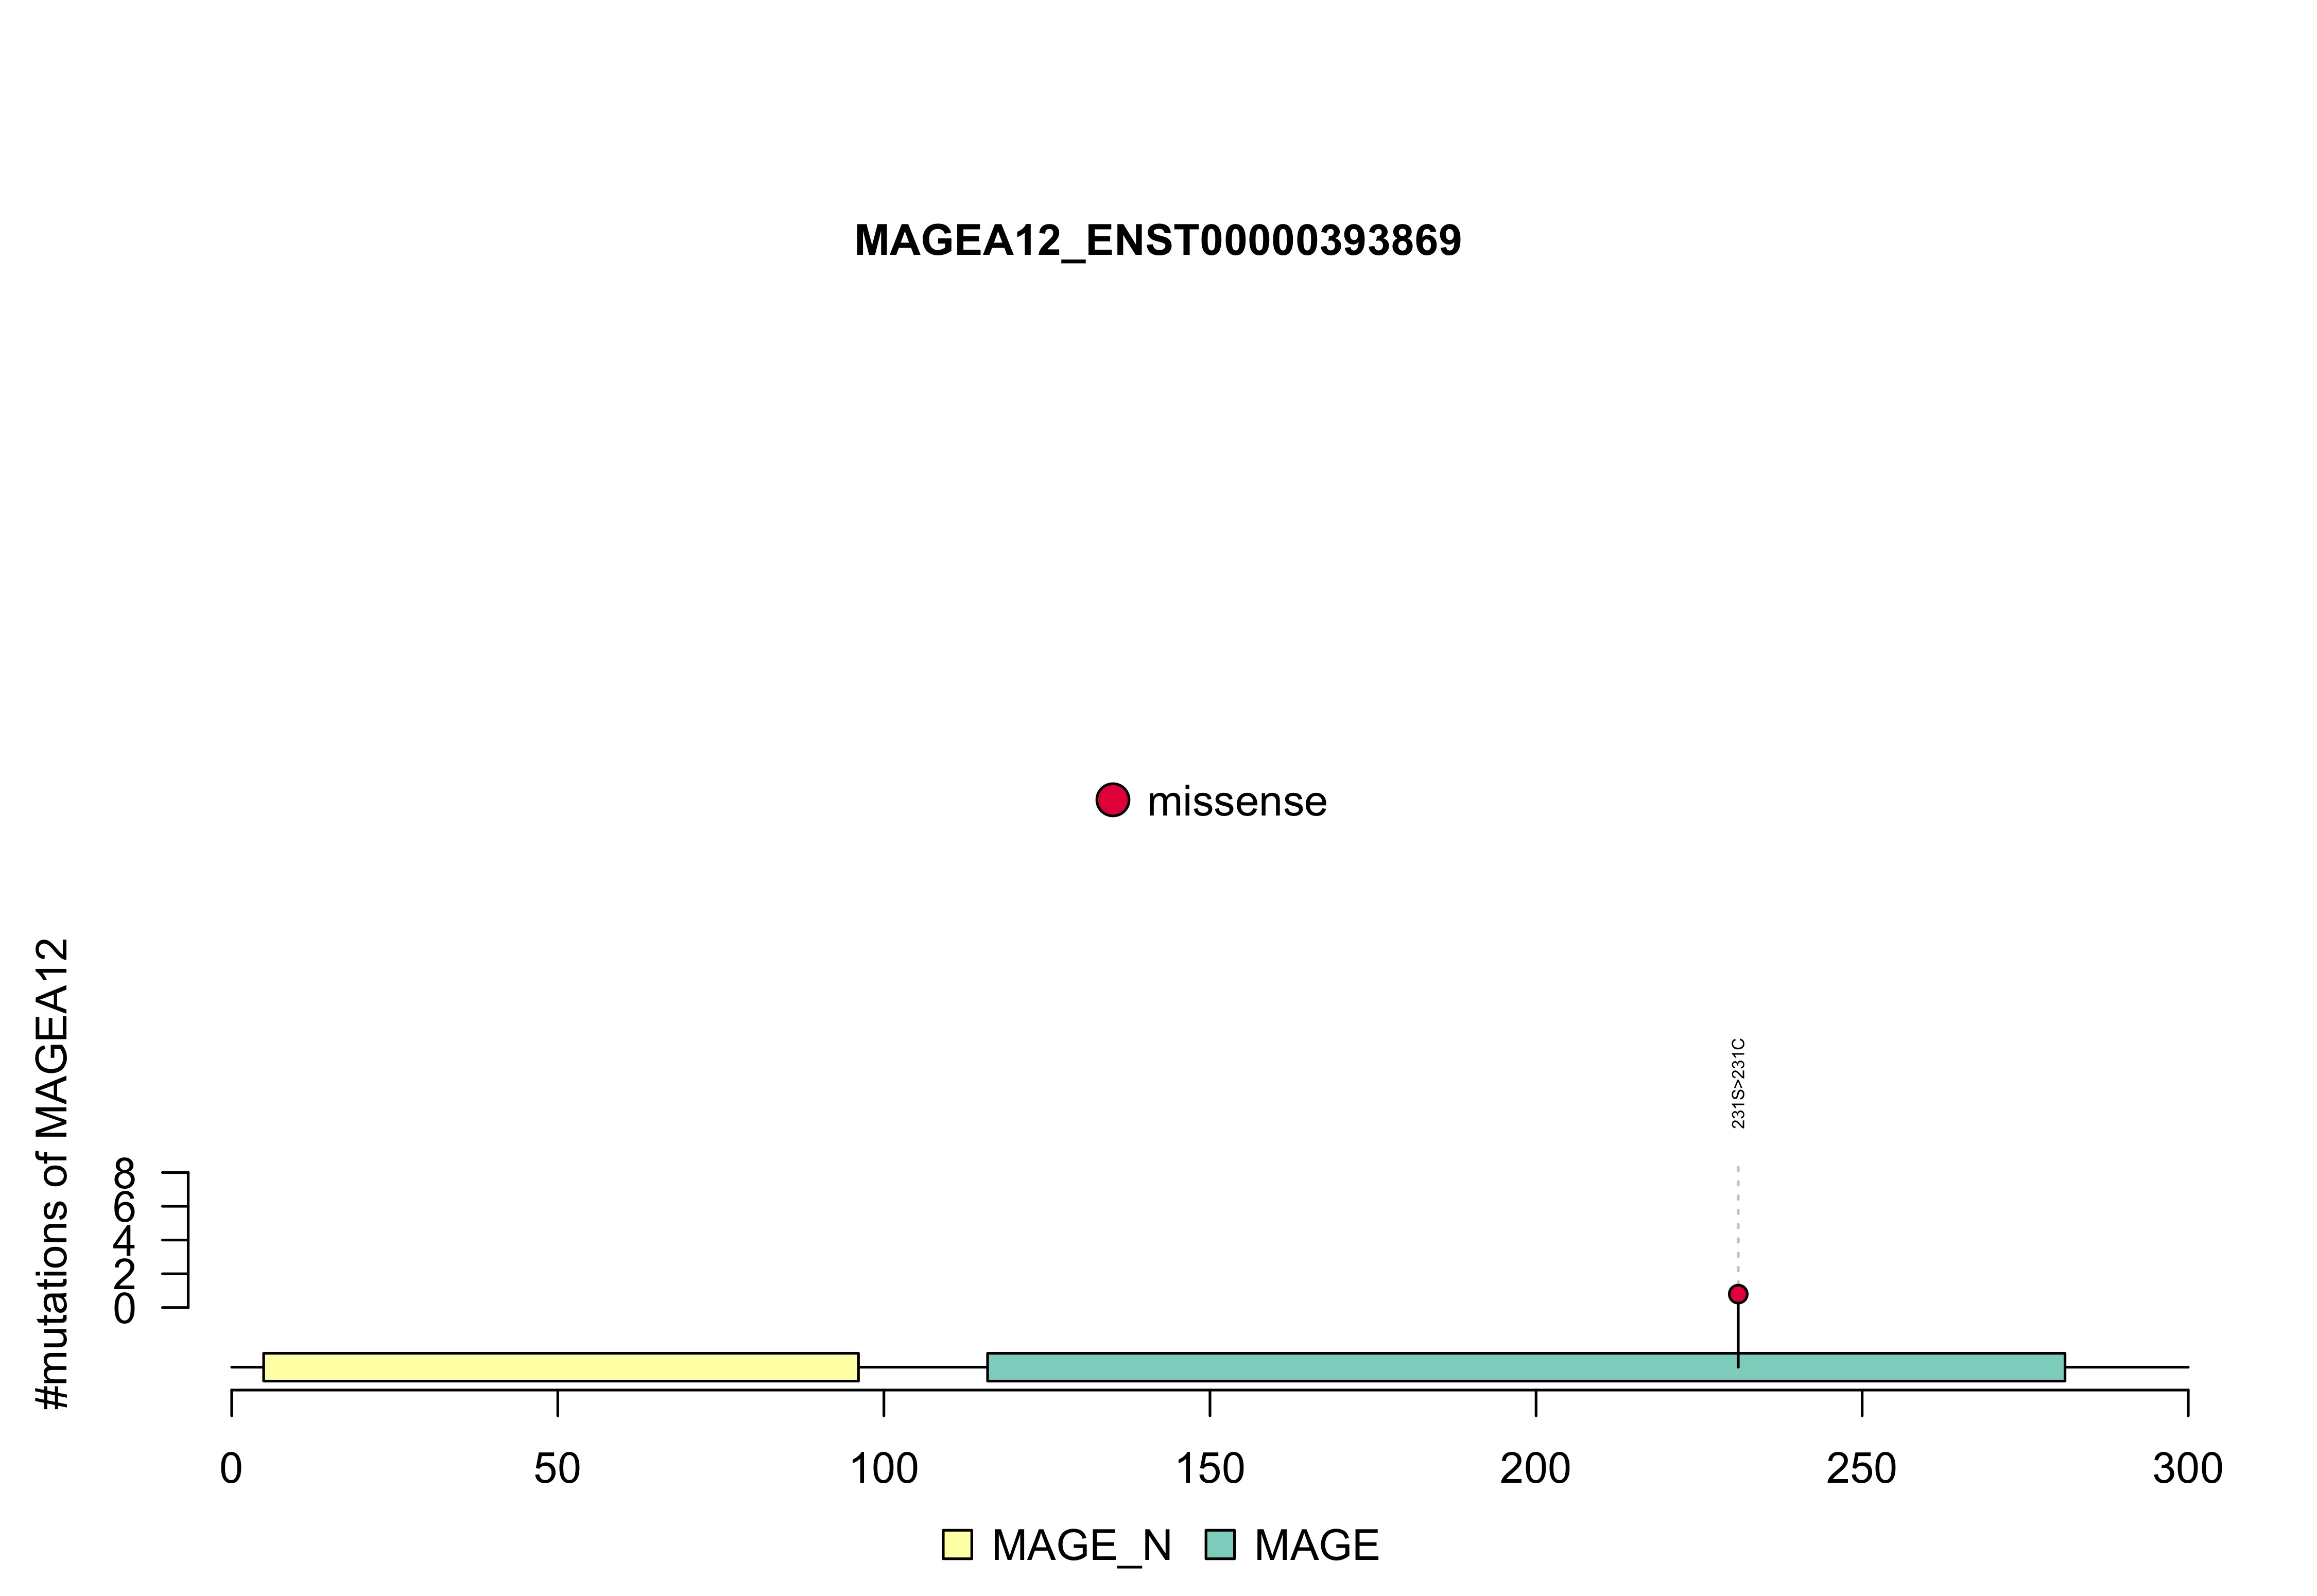 MAGEA12_ENST00000393869
missense
#mutations of MAGEA12
231S>231C
8
6
4
2
0
0 50 100 150 200 250 300
MAGE_N MAGE